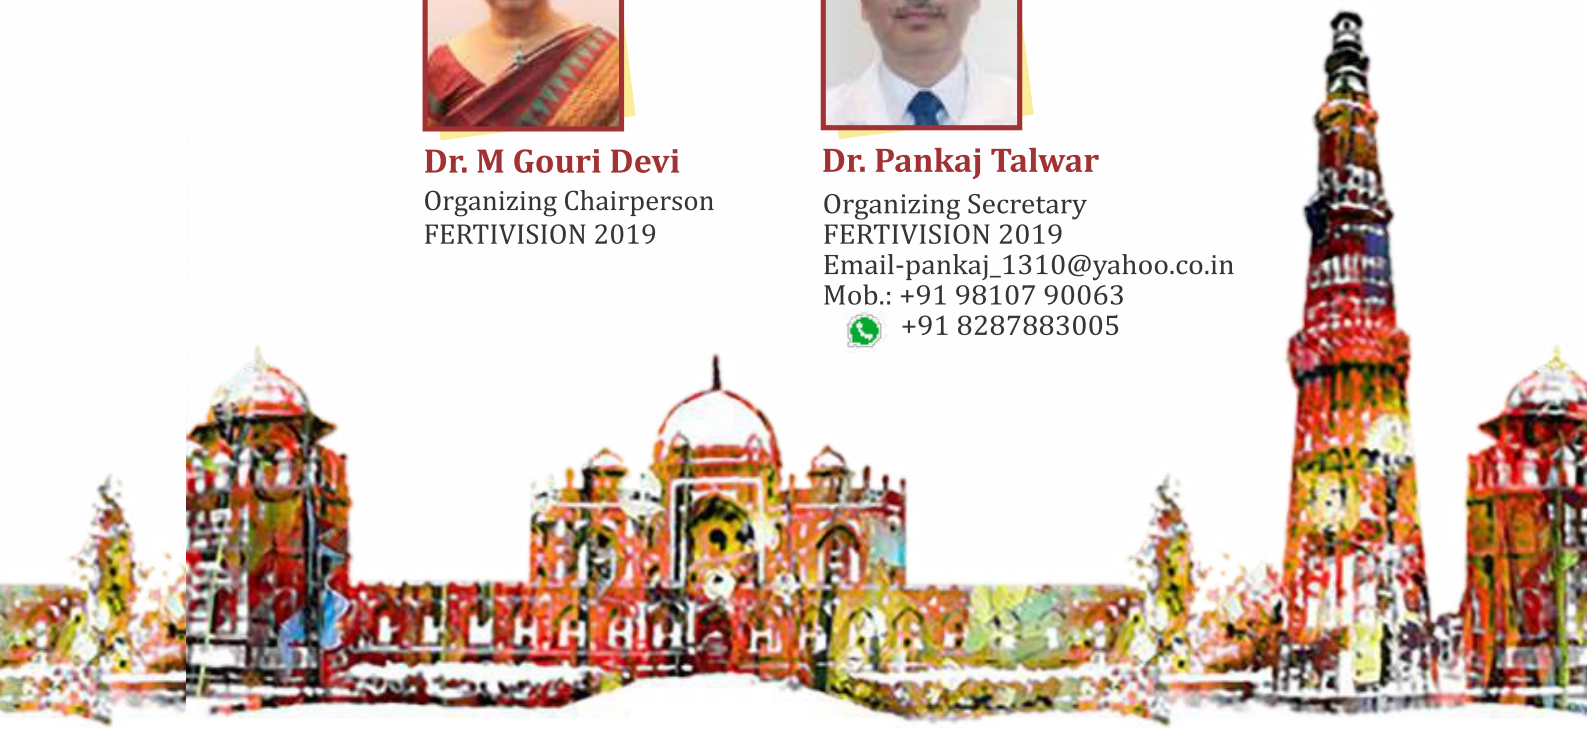 Dr. M Gouri Devi
Organizing Chairperson
FERTIVISION 2019
Dr. Pankaj Talwar
Organizing Secretary
FERTIVISION 2019
Email-pankaj_1310@yahoo.co.in
Mob.: +91 98107 90063
+91 8287883005